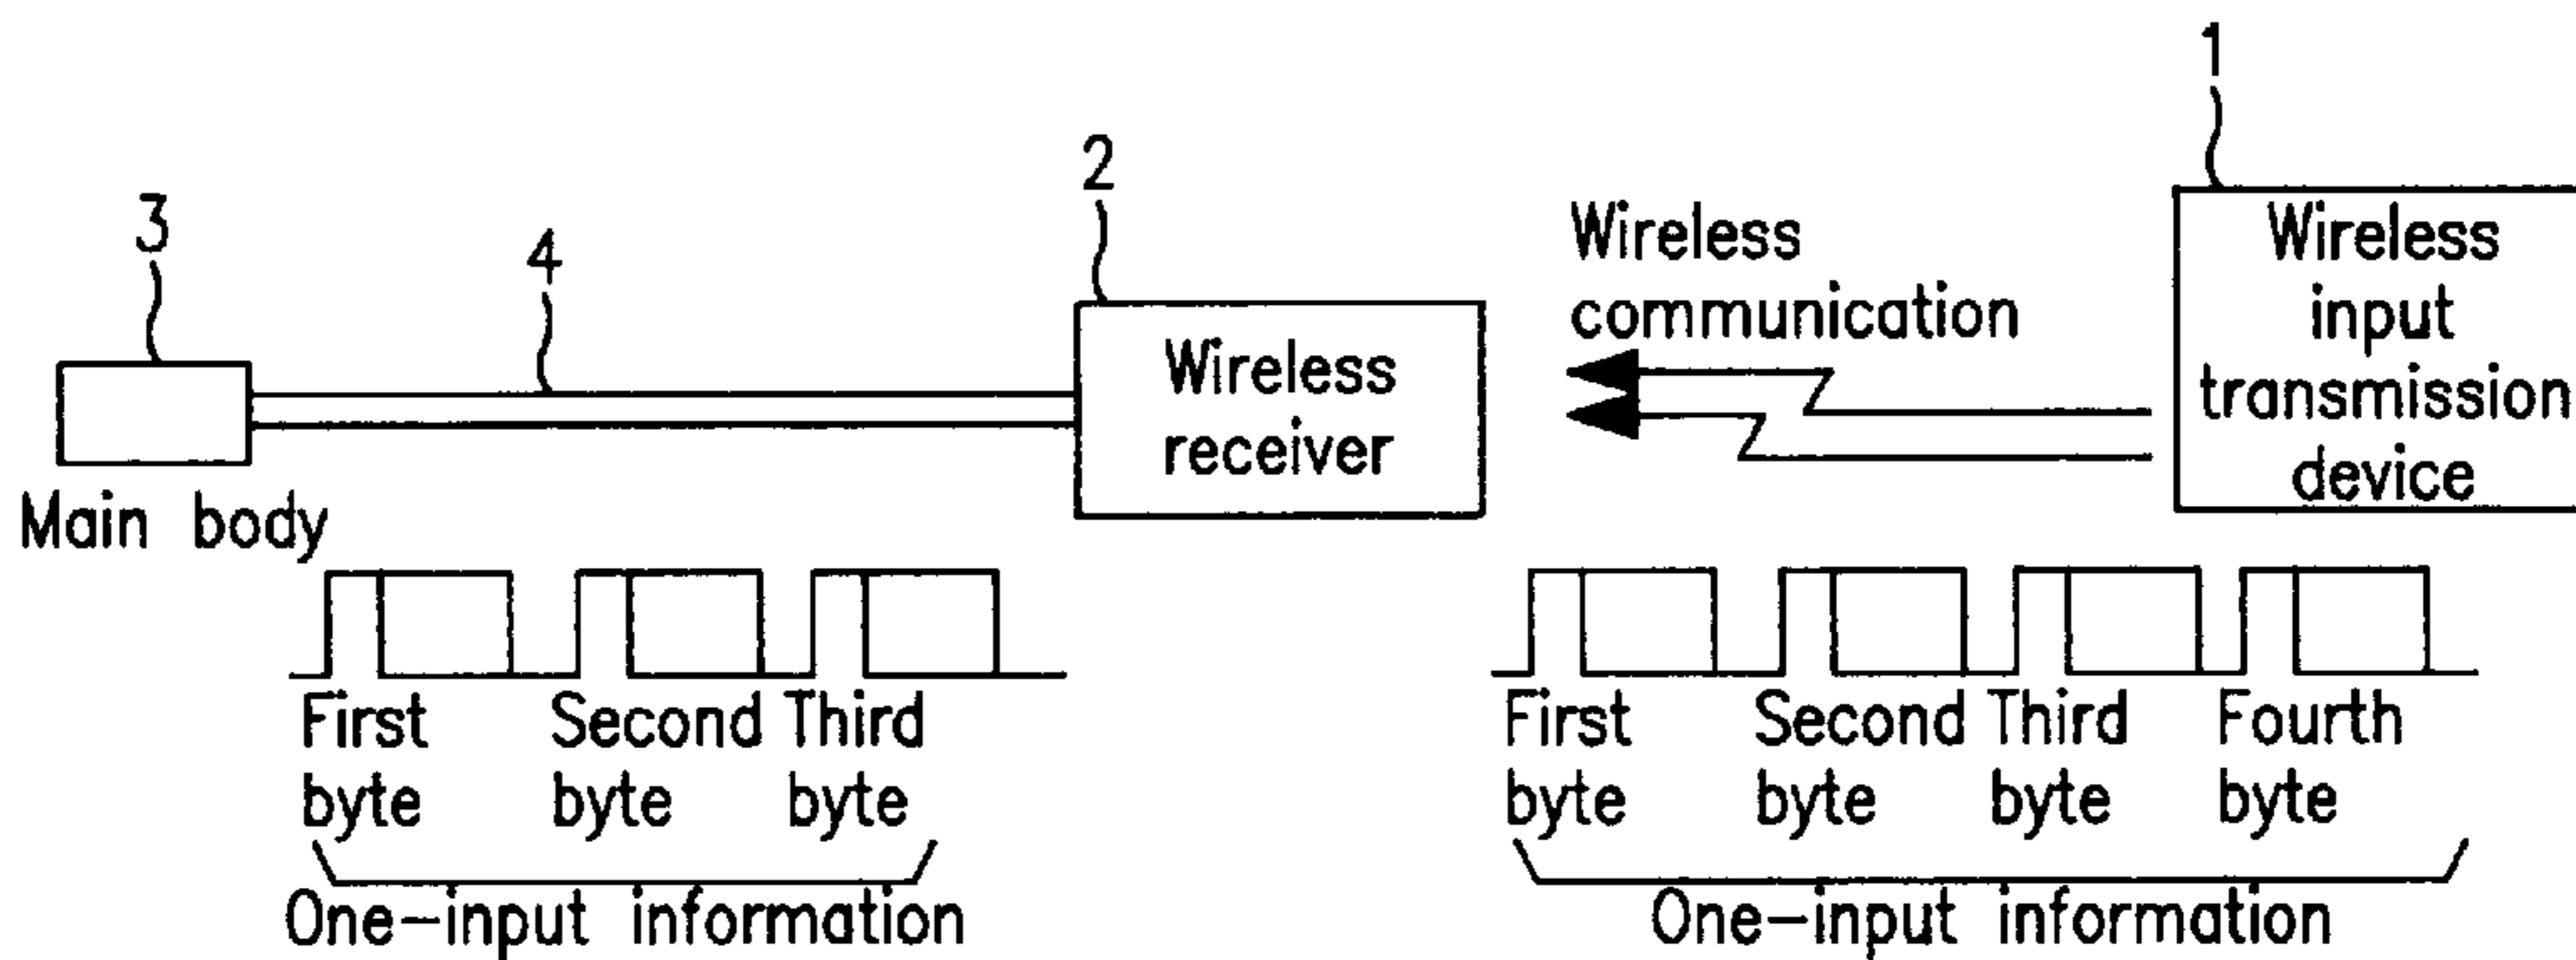 1
2
3
4
Wireless
communication
Wireless
input
transmission
device
Wireless
receiver
Main body
First Second Third
byte byte byte
One-input information
First Second Third Fourth
byte byte byte byte
One-input information